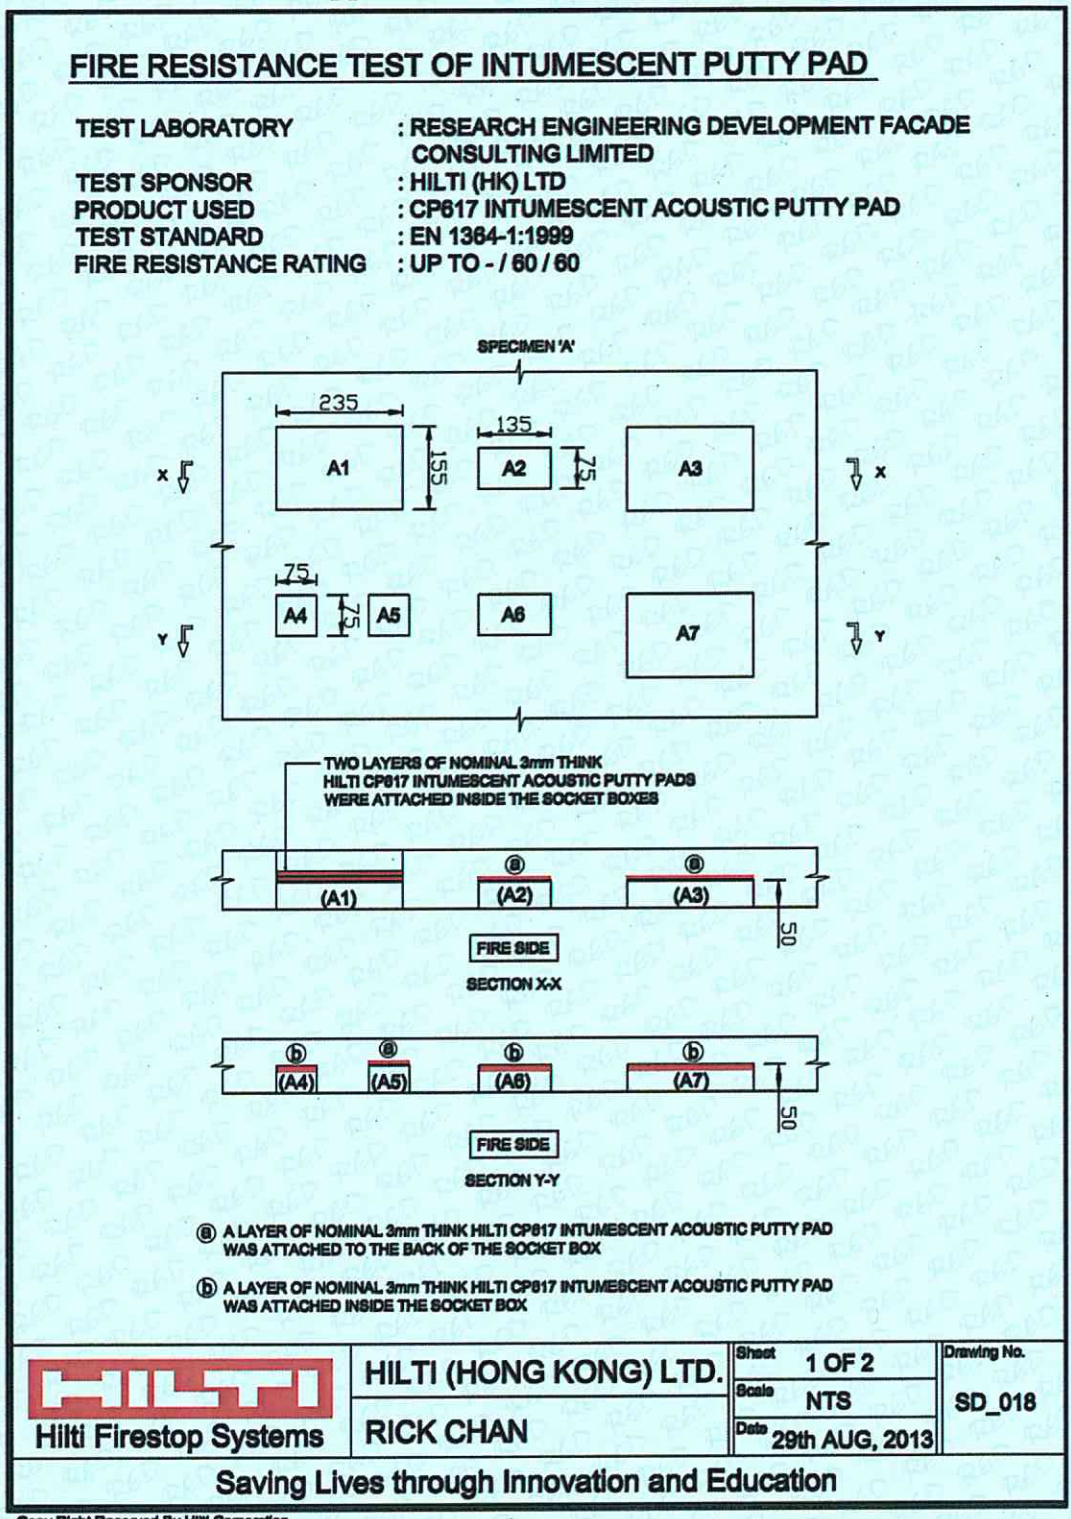 FIRE RESISTANCE TEST OF INTUMESCENT PUTTY PAD
TEST LABORATORY : RESEARCH ENGINEERING DEVELOPMENT FACADE
CONSULTING LIMITED
TEST SPONSOR : HILTI (HK) LTD
PRODUCT USED : CP617 INTUMESCENT ACOUSTIC PUTTY PAD
TEST STANDARD : EN 1364-1:1999
FIRE RESISTANCE RATING : UP TO - / 60 / 60
SPECIMEN 'A'
235
135
A1
155
A2
75
A3
X
X
75
A4
75
A5
A6
A7
Y
Y
TWO LAYERS OF NOMINAL 3mm THINK
HILTI CP617 INTUMESCENT ACOUSTIC PUTTY PADS
WERE ATTACHED INSIDE THE SOCKET BOXES
ⓐ ⓐ
(A1) (A2) (A3)
50
FIRE SIDE
SECTION X-X
ⓑ ⓐ ⓑ ⓑ
(A4) (A5) (A6) (A7)
50
FIRE SIDE
SECTION Y-Y
ⓐ A LAYER OF NOMINAL 3mm THINK HILTI CP617 INTUMESCENT ACOUSTIC PUTTY PAD
WAS ATTACHED TO THE BACK OF THE SOCKET BOX
ⓑ A LAYER OF NOMINAL 3mm THINK HILTI CP617 INTUMESCENT ACOUSTIC PUTTY PAD
WAS ATTACHED INSIDE THE SOCKET BOX
HILTI
Hilti Firestop Systems
HILTI (HONG KONG) LTD.
RICK CHAN
Sheet 1 OF 2
Scale NTS
Date 29th AUG, 2013
Drawing No.
SD_018
Saving Lives through Innovation and Education
Copy Right Reserved By Hilti Corporation